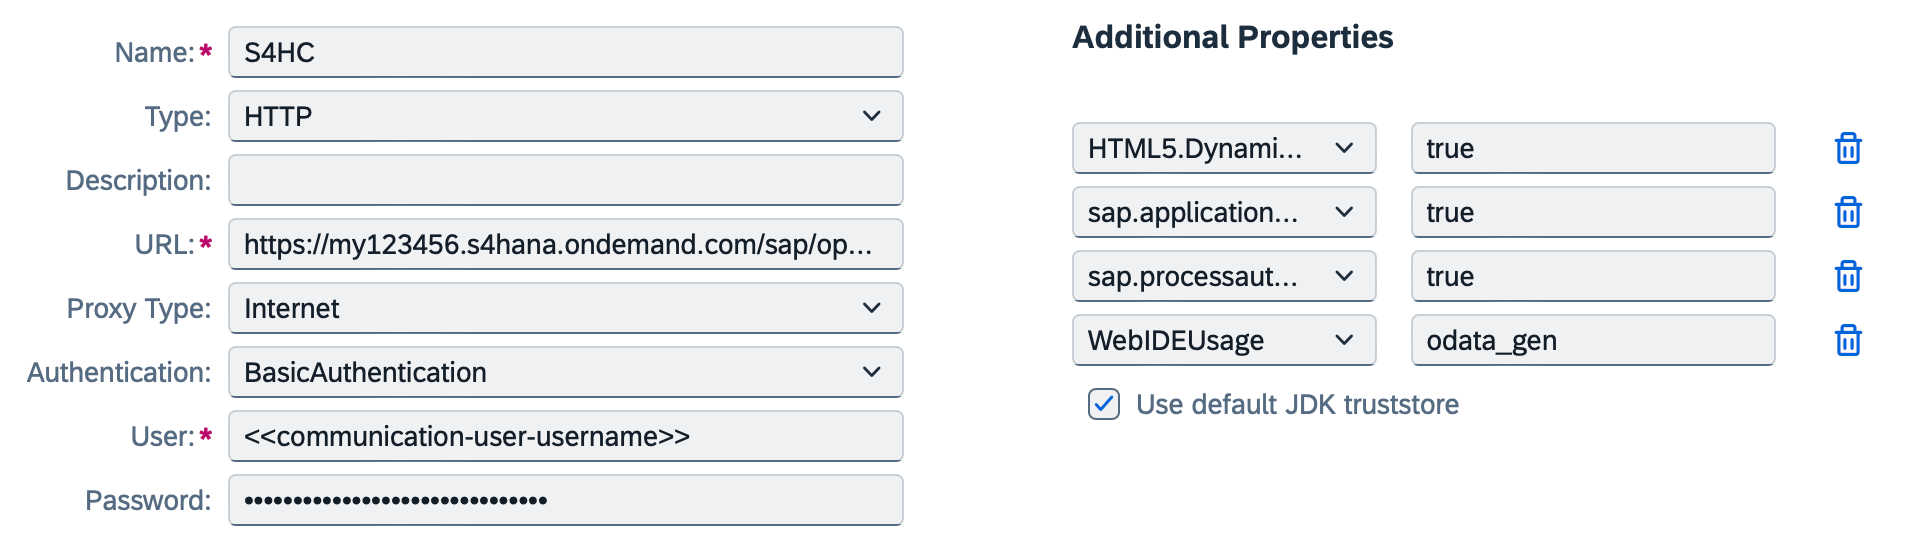 Name:* S4HC
Type: HTTP
Description:
URL:* https://my123456.s4hana.ondemand.com/sap/op...
Proxy Type: Internet
Authentication: BasicAuthentication
User:* <<communication-user-username>>
Password: •••••••••••••••••••••••••••••••
Additional Properties
HTML5.Dynami... true
sap.application... true
sap.processaut... true
WebIDEUsage odata_gen
Use default JDK truststore